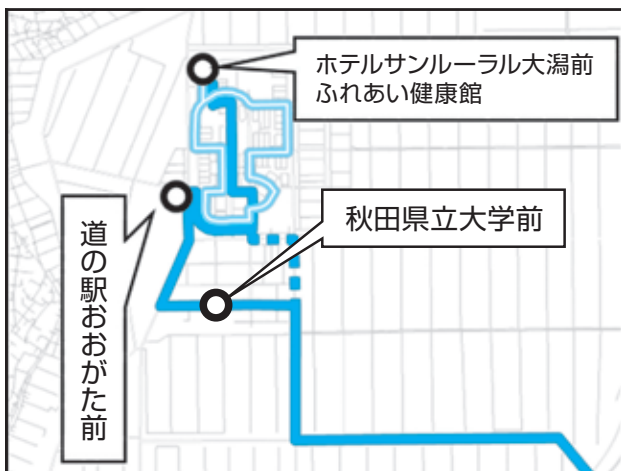 ホテルサンルーラル大潟前
ふれあい健康館
秋田県立大学前
道の駅おおがた前